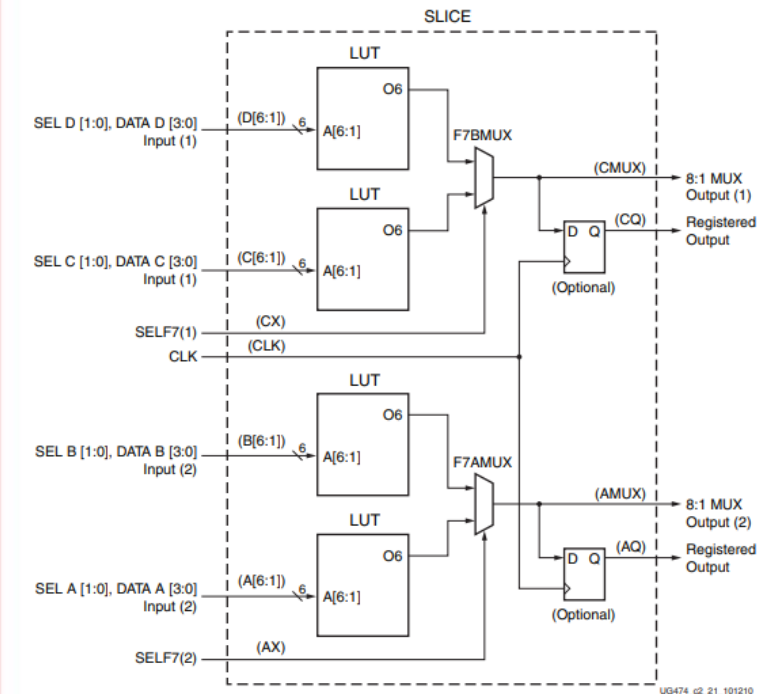 SLICE
LUT
O6
SEL D [1:0], DATA D [3:0]
Input (1)
(D[6:1])
6
A[6:1]
F7BMUX
(CMUX)
8:1 MUX
Output (1)
LUT
O6
(CQ)
Registered
Output
D Q
SEL C [1:0], DATA C [3:0]
Input (1)
(C[6:1])
6
A[6:1]
(Optional)
SELF7(1)
(CX)
CLK
(CLK)
LUT
O6
SEL B [1:0], DATA B [3:0]
Input (2)
(B[6:1])
6
A[6:1]
F7AMUX
(AMUX)
8:1 MUX
Output (2)
LUT
O6
(AQ)
Registered
Output
D Q
SEL A [1:0], DATA A [3:0]
Input (2)
(A[6:1])
6
A[6:1]
(Optional)
SELF7(2)
(AX)
UG474_c2_21_101210